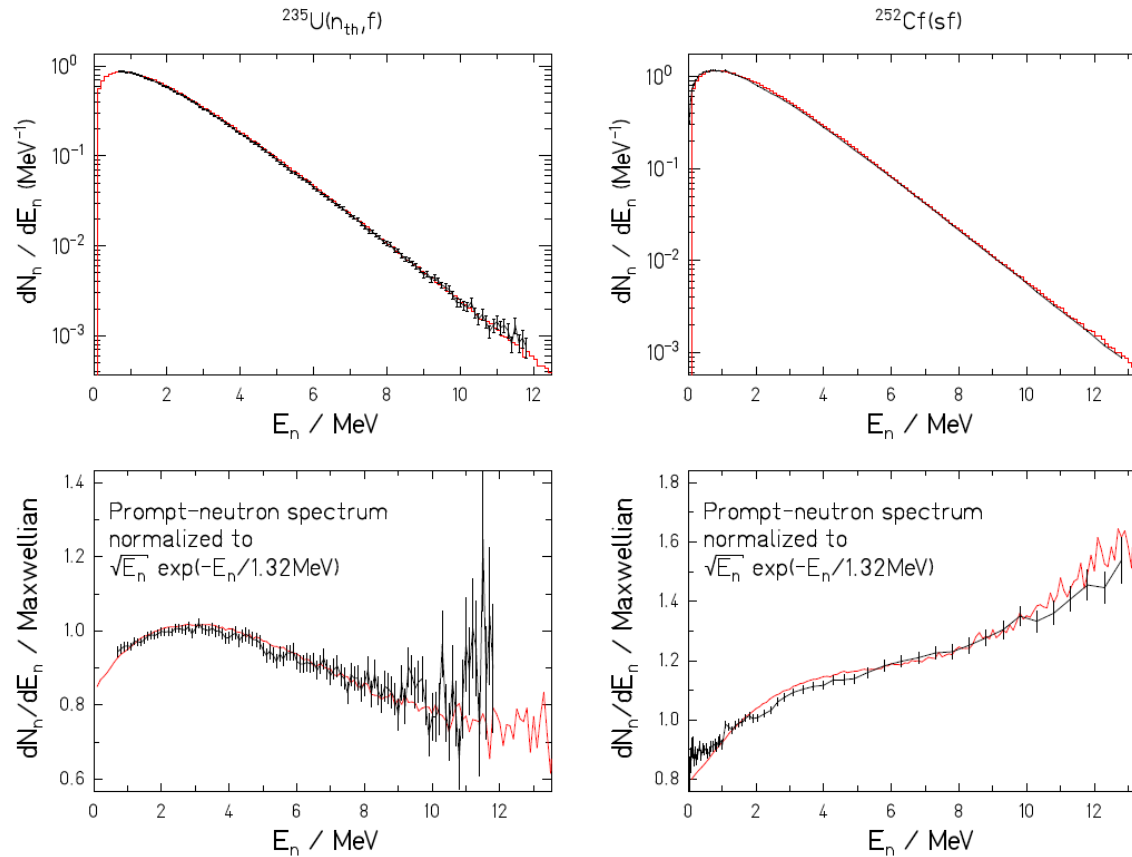 ²³⁵U(nₜₕ,f)
²⁵²Cf(sf)
dNₙ / dEₙ (MeV⁻¹)
10⁰
10⁻¹
10⁻²
10⁻³
0 2 4 6 8 10 12
Eₙ / MeV
dNₙ / dEₙ (MeV⁻¹)
10⁰
10⁻¹
10⁻²
10⁻³
0 2 4 6 8 10 12
Eₙ / MeV
dNₙ/dEₙ / Maxwellian
1.4
1.2
1.0
0.8
0.6
Prompt-neutron spectrum
normalized to
√Eₙ exp(-Eₙ/1.32MeV)
0 2 4 6 8 10 12
Eₙ / MeV
dNₙ/dEₙ / Maxwellian
1.8
1.6
1.4
1.2
1.0
0.8
Prompt-neutron spectrum
normalized to
√Eₙ exp(-Eₙ/1.32MeV)
0 2 4 6 8 10 12
Eₙ / MeV